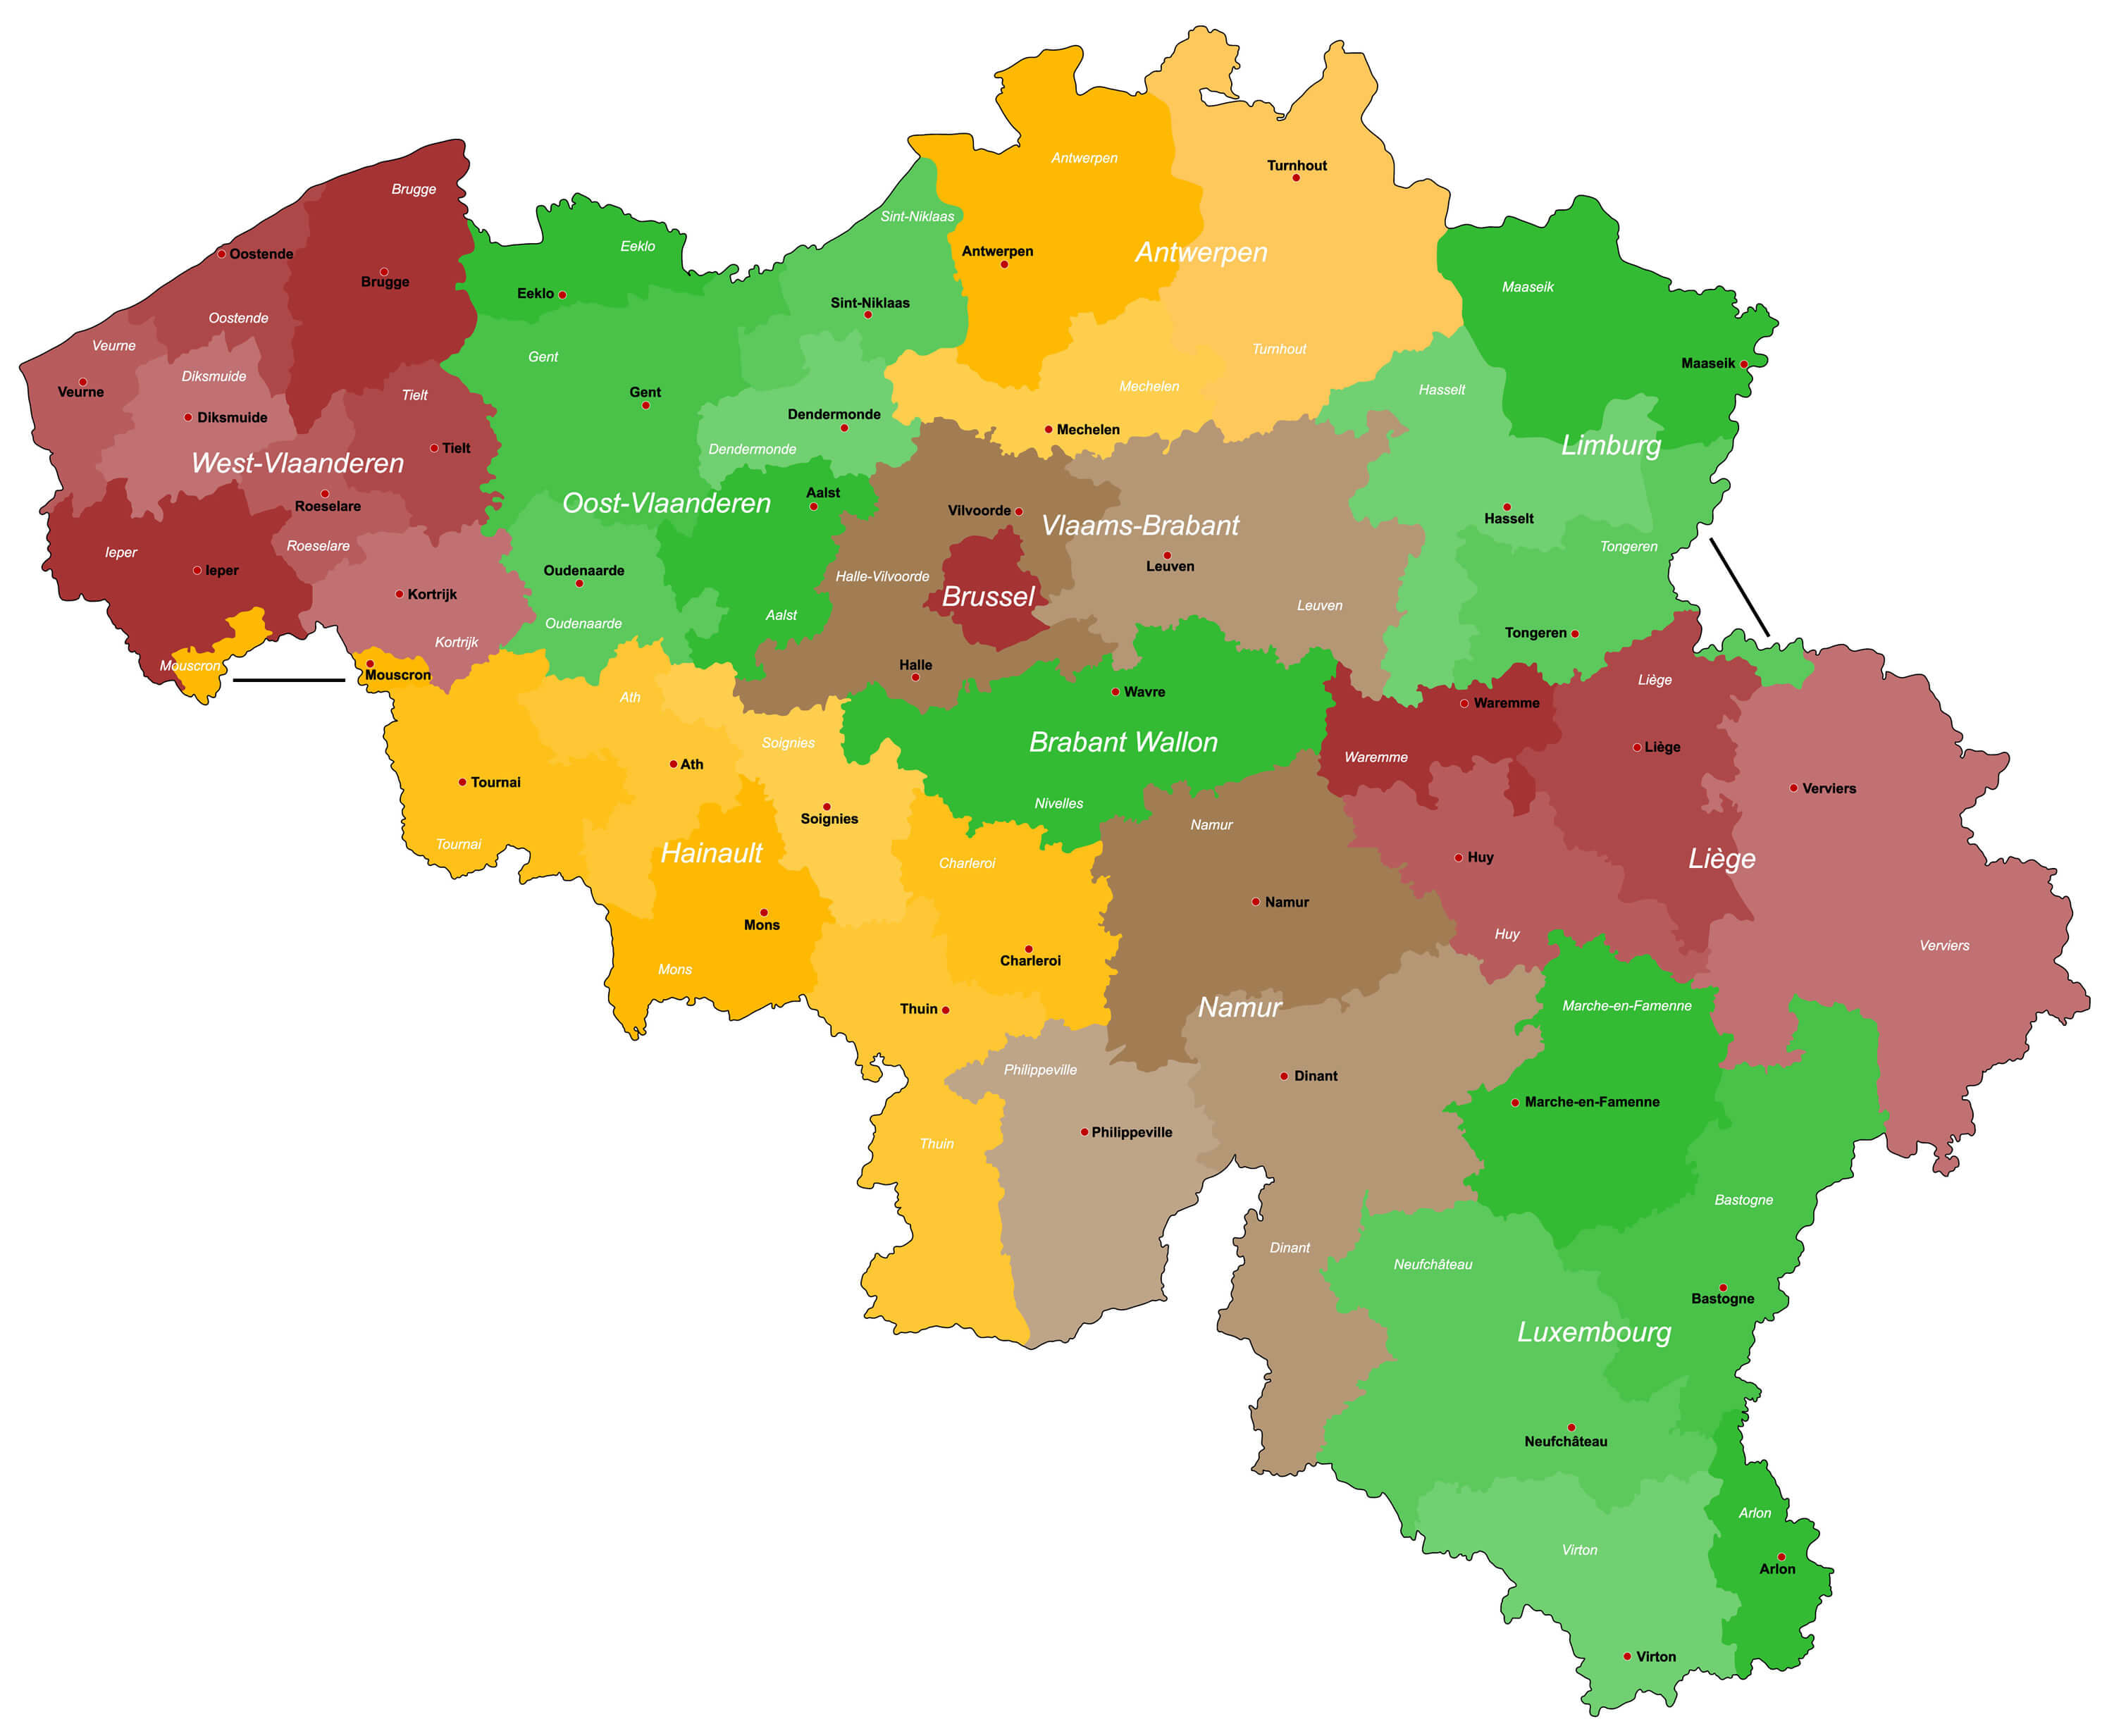 Antwerpen
Turnhout
Brugge
Sint-Niklaas
Eeklo
Oostende
Antwerpen
Antwerpen
Brugge
Maaseik
Eeklo
Sint-Niklaas
Oostende
Veurne
Gent
Turnhout
Maaseik
Diksmuide
Mechelen
Veurne
Tielt
Gent
Hasselt
Diksmuide
Dendermonde
Mechelen
Tielt
Dendermonde
Limburg
West-Vlaanderen
Aalst
Roeselare
Oost-Vlaanderen
Vilvoorde
Vlaams-Brabant
Hasselt
Roeselare
Ieper
Tongeren
Ieper
Oudenaarde
Halle-Vilvoorde
Leuven
Kortrijk
Brussel
Leuven
Aalst
Oudenaarde
Kortrijk
Tongeren
Mouscron
Mouscron
Halle
Liège
Ath
Wavre
Waremme
Soignies
Brabant Wallon
Liège
Waremme
Ath
Tournai
Verviers
Nivelles
Soignies
Namur
Tournai
Hainault
Charleroi
Huy
Liège
Namur
Mons
Huy
Verviers
Charleroi
Mons
Thuin
Namur
Marche-en-Famenne
Philippeville
Dinant
Marche-en-Famenne
Philippeville
Thuin
Bastogne
Dinant
Neufchâteau
Bastogne
Luxembourg
Neufchâteau
Arlon
Virton
Arlon
Virton